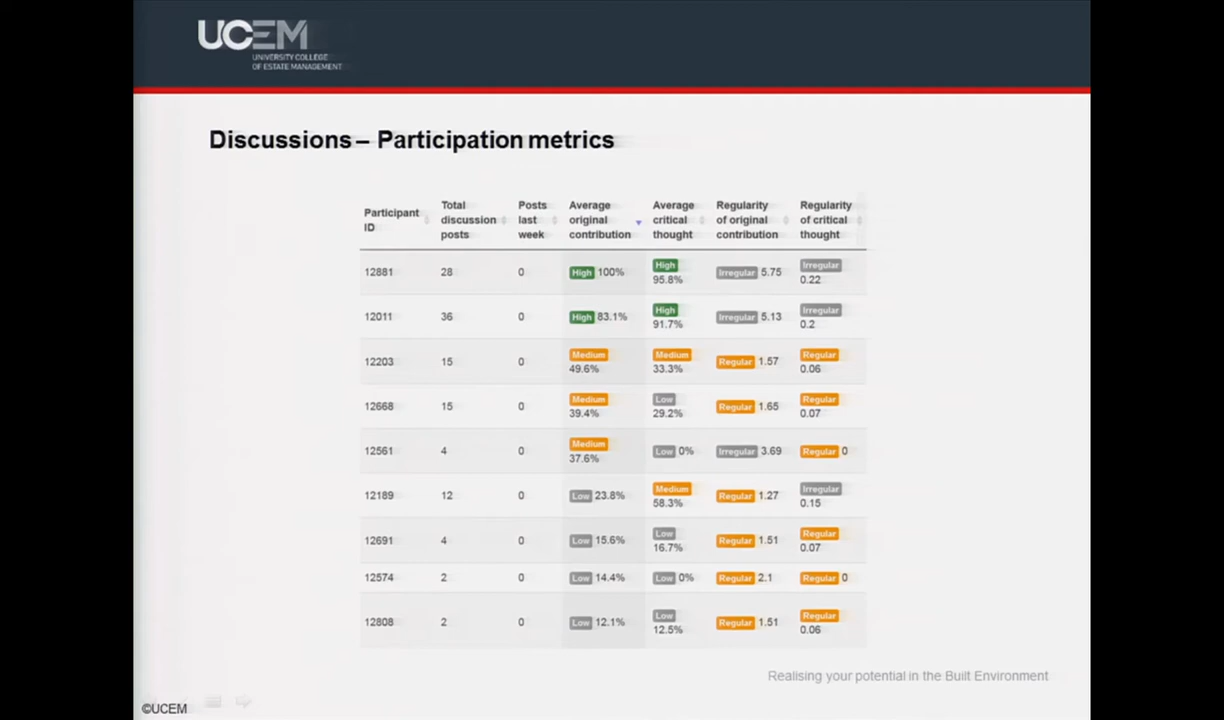 UCEM
UNIVERSITY COLLEGE
OF ESTATE MANAGEMENT
Discussions – Participation metrics
Participant ID Total discussion posts Posts last week Average original contribution Average critical thought Regularity of original contribution Regularity of critical thought
12881 28 0 High 100% High 95.8% Irregular 5.75 Irregular 0.22
12011 36 0 High 83.1% High 91.7% Irregular 5.13 Irregular 0.2
12203 15 0 Medium 49.6% Medium 33.3% Regular 1.57 Regular 0.06
12668 15 0 Medium 39.4% Low 29.2% Regular 1.65 Regular 0.07
12561 4 0 Medium 37.6% Low 0% Irregular 3.69 Regular 0
12189 12 0 Low 23.8% Medium 58.3% Regular 1.27 Irregular 0.15
12691 4 0 Low 15.6% Low 16.7% Regular 1.51 Regular 0.07
12574 2 0 Low 14.4% Low 0% Regular 2.1 Regular 0
12808 2 0 Low 12.1% Low 12.5% Regular 1.51 Regular 0.06
Realising your potential in the Built Environment
©UCEM